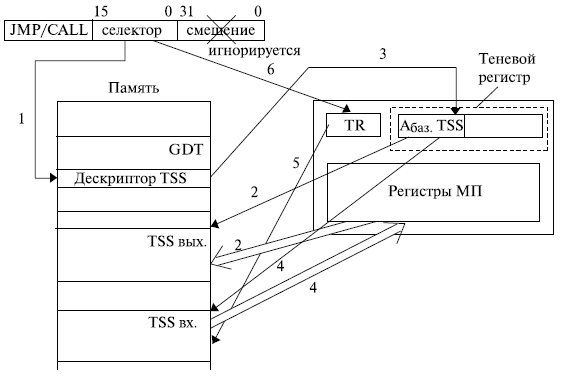 15 0 31 0
JMP/CALL селектор смещение
игнорируется
6
3
Теневой
регистр
Память
1
TR
Aбаз. TSS
GDT
5
Дескриптор TSS
2
Регистры МП
TSS вых.
2
4
4
TSS вх.